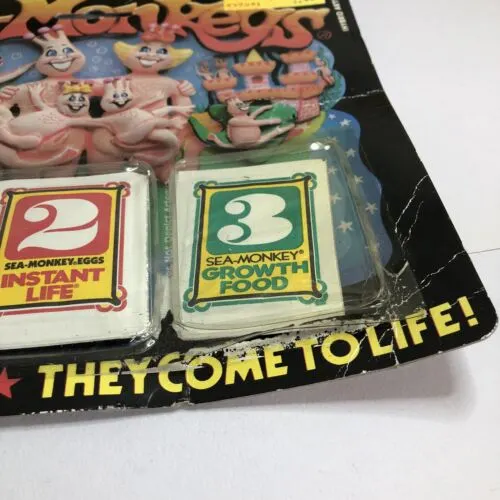 Monkeys®
2
SEA-MONKEY® EGGS
INSTANT
LIFE®
3
SEA-MONKEY®
GROWTH
FOOD
THEY COME TO LIFE!